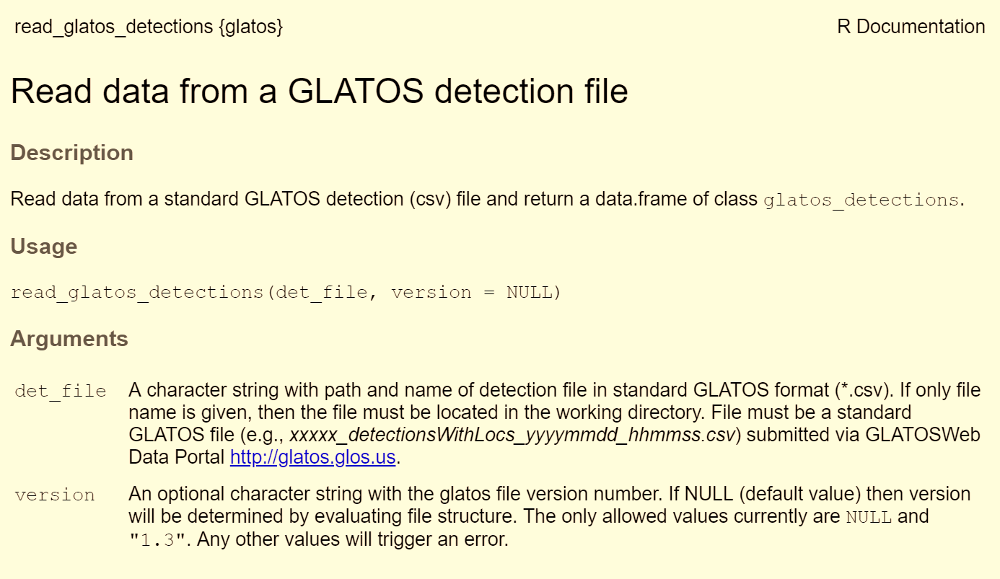 read_glatos_detections {glatos}
R Documentation
Read data from a GLATOS detection file
Description
Read data from a standard GLATOS detection (csv) file and return a data.frame of class glatos_detections.
Usage
read_glatos_detections(det_file, version = NULL)
Arguments
det_file
A character string with path and name of detection file in standard GLATOS format (*.csv). If only file
name is given, then the file must be located in the working directory. File must be a standard
GLATOS file (e.g., xxxxx_detectionsWithLocs_yyyymmdd_hhmmss.csv) submitted via GLATOSWeb
Data Portal http://glatos.glos.us.
version
An optional character string with the glatos file version number. If NULL (default value) then version
will be determined by evaluating file structure. The only allowed values currently are NULL and
"1.3". Any other values will trigger an error.